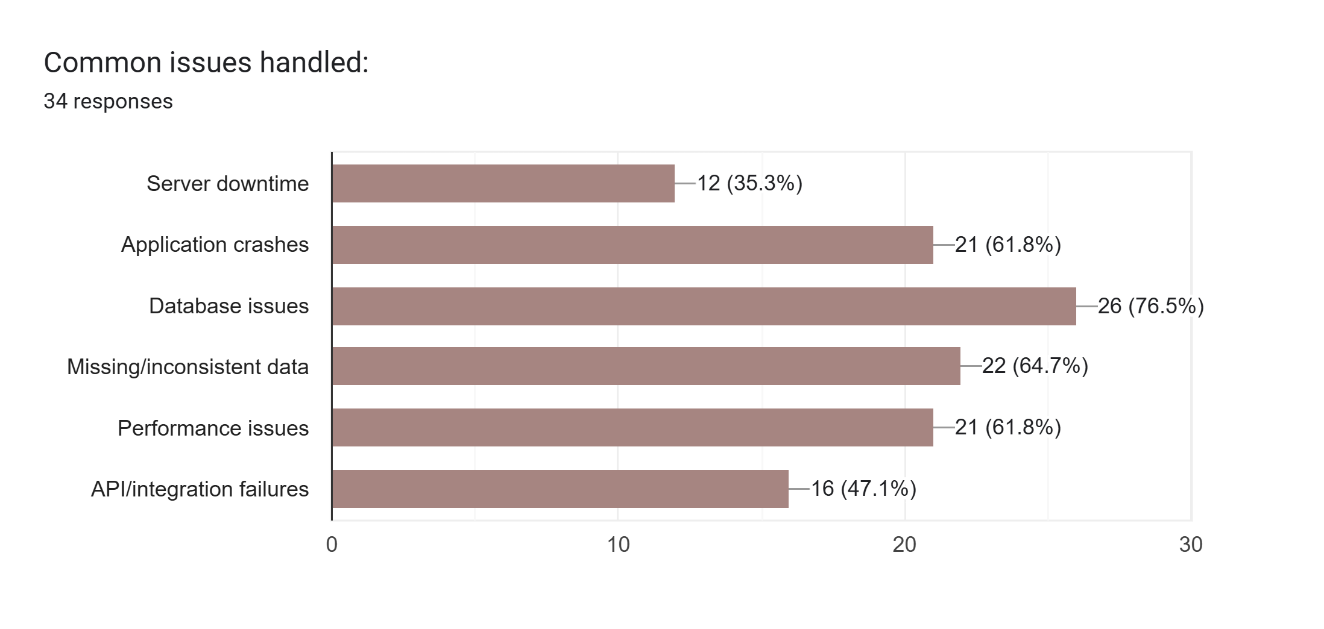 Common issues handled:
34 responses
Server downtime 12 (35.3%)
Application crashes 21 (61.8%)
Database issues 26 (76.5%)
Missing/inconsistent data 22 (64.7%)
Performance issues 21 (61.8%)
API/integration failures 16 (47.1%)
0 10 20 30